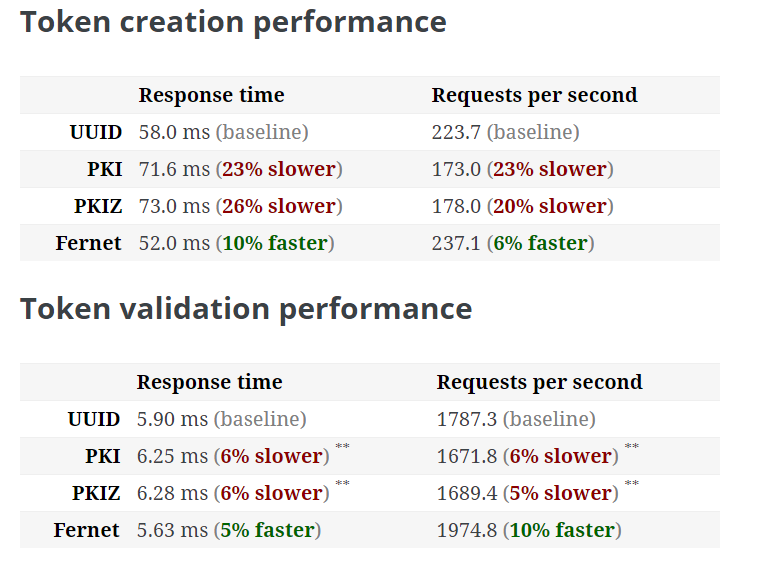 Token creation performance
Response time Requests per second
UUID 58.0 ms (baseline) 223.7 (baseline)
PKI 71.6 ms (23% slower) 173.0 (23% slower)
PKIZ 73.0 ms (26% slower) 178.0 (20% slower)
Fernet 52.0 ms (10% faster) 237.1 (6% faster)
Token validation performance
Response time Requests per second
UUID 5.90 ms (baseline) 1787.3 (baseline)
PKI 6.25 ms (6% slower) ** 1671.8 (6% slower) **
PKIZ 6.28 ms (6% slower) ** 1689.4 (5% slower) **
Fernet 5.63 ms (5% faster) 1974.8 (10% faster)